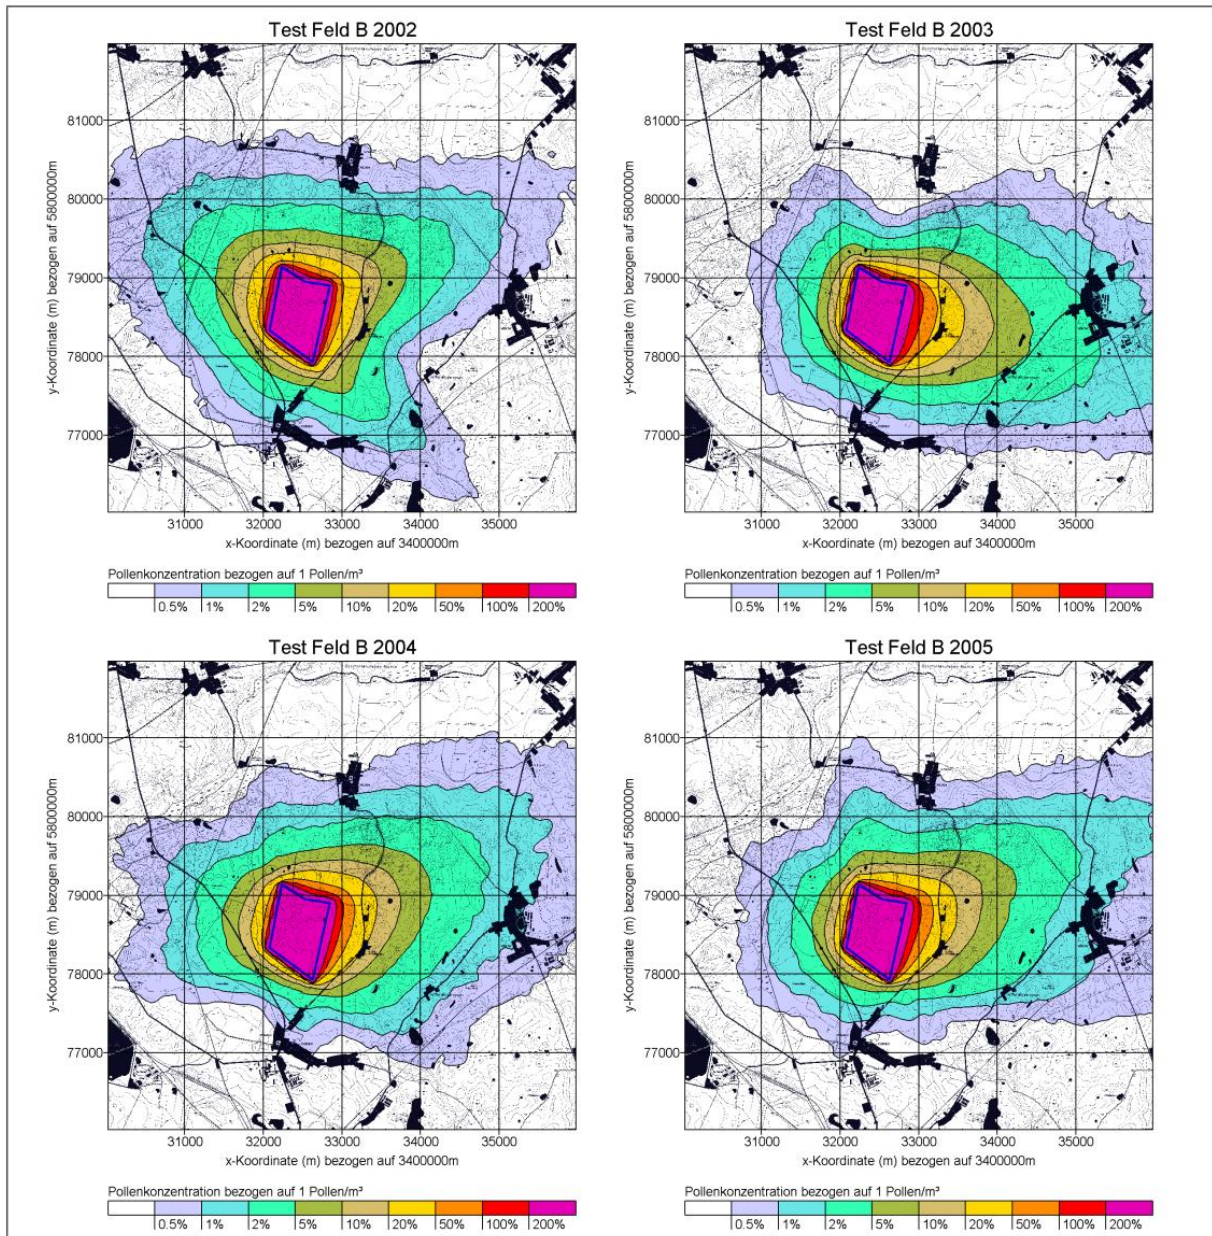 Test Feld B 2002
81000
80000
79000
78000
77000
y-Koordinate (m) bezogen auf 5800000m
31000 32000 33000 34000 35000
x-Koordinate (m) bezogen auf 3400000m
Pollenkonzentration bezogen auf 1 Pollen/m³
0.5% 1% 2% 5% 10% 20% 50% 100% 200%
Test Feld B 2003
81000
80000
79000
78000
77000
y-Koordinate (m) bezogen auf 5800000m
31000 32000 33000 34000 35000
x-Koordinate (m) bezogen auf 3400000m
Pollenkonzentration bezogen auf 1 Pollen/m³
0.5% 1% 2% 5% 10% 20% 50% 100% 200%
Test Feld B 2004
81000
80000
79000
78000
77000
y-Koordinate (m) bezogen auf 5800000m
31000 32000 33000 34000 35000
x-Koordinate (m) bezogen auf 3400000m
Pollenkonzentration bezogen auf 1 Pollen/m³
0.5% 1% 2% 5% 10% 20% 50% 100% 200%
Test Feld B 2005
81000
80000
79000
78000
77000
y-Koordinate (m) bezogen auf 5800000m
31000 32000 33000 34000 35000
x-Koordinate (m) bezogen auf 3400000m
Pollenkonzentration bezogen auf 1 Pollen/m³
0.5% 1% 2% 5% 10% 20% 50% 100% 200%